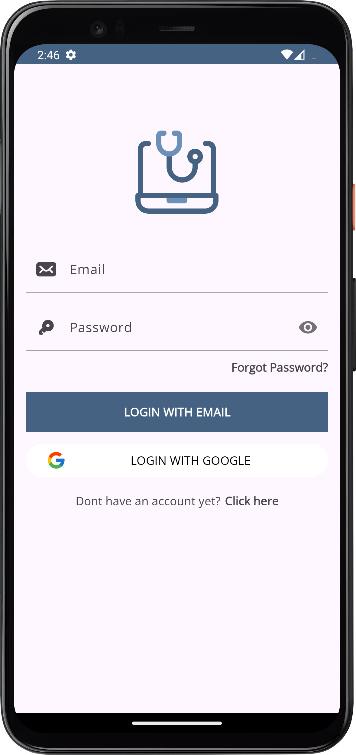 2:46
Email
Password
Forgot Password?
LOGIN WITH EMAIL
LOGIN WITH GOOGLE
Dont have an account yet? Click here